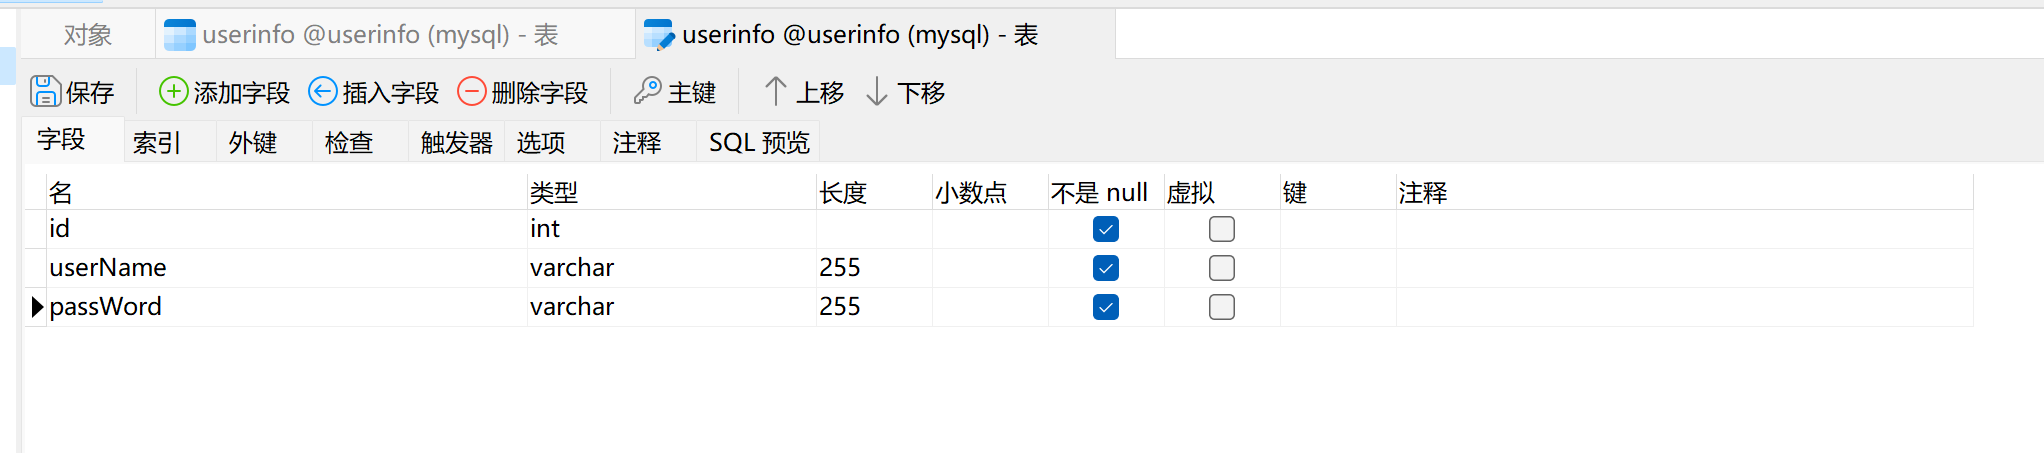 对象 userinfo @userinfo (mysql) - 表 userinfo @userinfo (mysql) - 表
保存 添加字段 插入字段 删除字段 主键 上移 下移
字段 索引 外键 检查 触发器 选项 注释 SQL 预览
名 类型 长度 小数点 不是 null 虚拟 键 注释
id int
userName varchar 255
passWord varchar 255